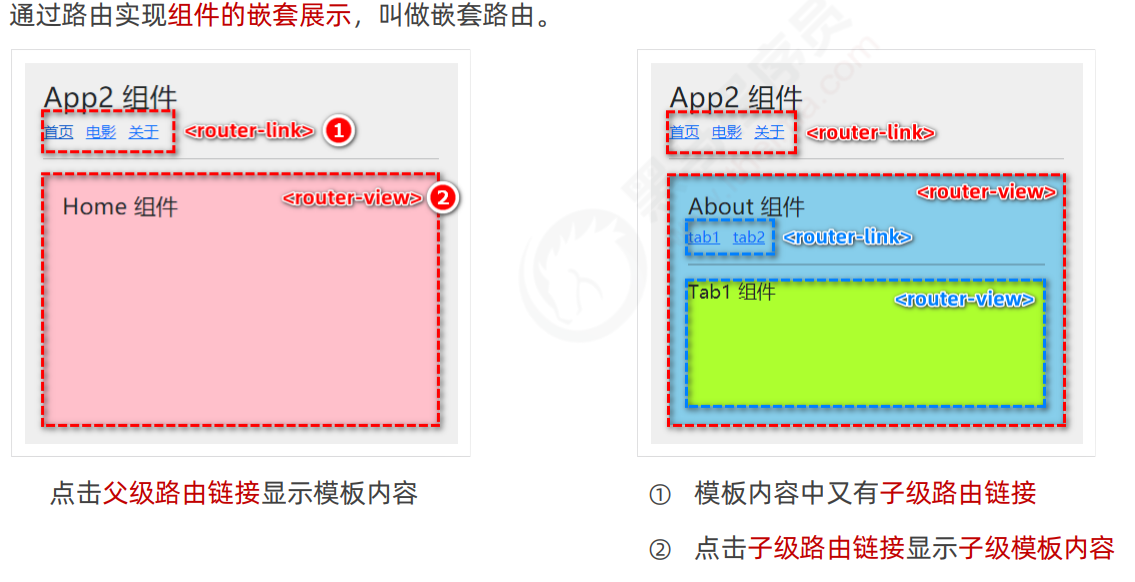 通过路由实现组件的嵌套展示，叫做嵌套路由。
App2 组件
首页 电影 关于 <router-link> 1
Home 组件 <router-view> 2
点击父级路由链接显示模板内容
App2 组件
首页 电影 关于 <router-link>
<router-view>
About 组件
tab1 tab2 <router-link>
Tab1 组件 <router-view>
① 模板内容中又有子级路由链接
② 点击子级路由链接显示子级模板内容